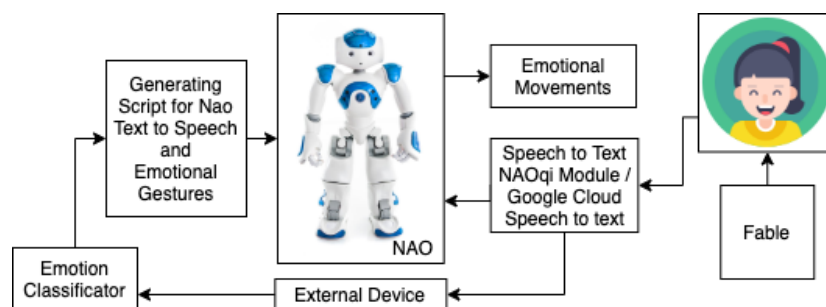 Generating
Script for Nao
Text to Speech
and
Emotional
Gestures
NAO
Emotional
Movements
Speech to Text
NAOqi Module /
Google Cloud
Speech to text
Fable
Emotion
Classificator
External Device